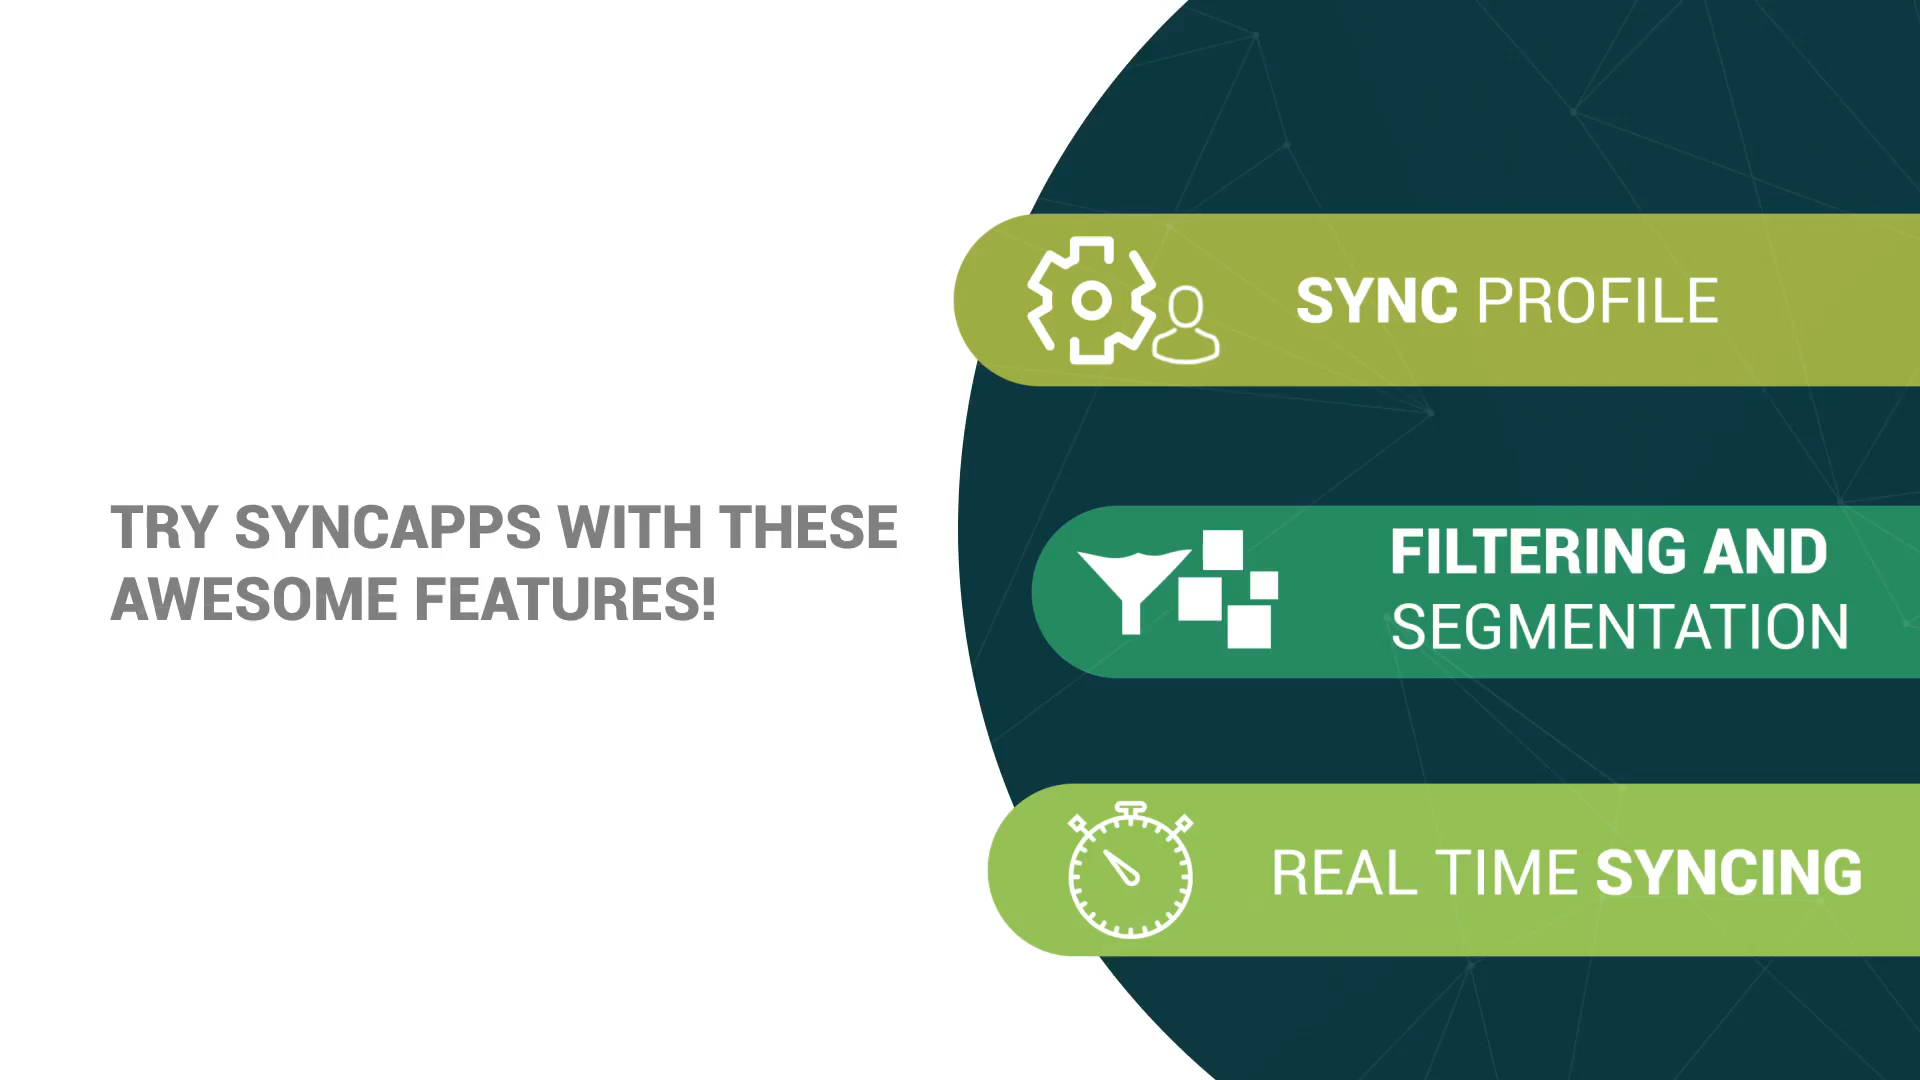 TRY SYNCAPPS WITH THESE
AWESOME FEATURES!
SYNC PROFILE
FILTERING AND
SEGMENTATION
REAL TIME SYNCING